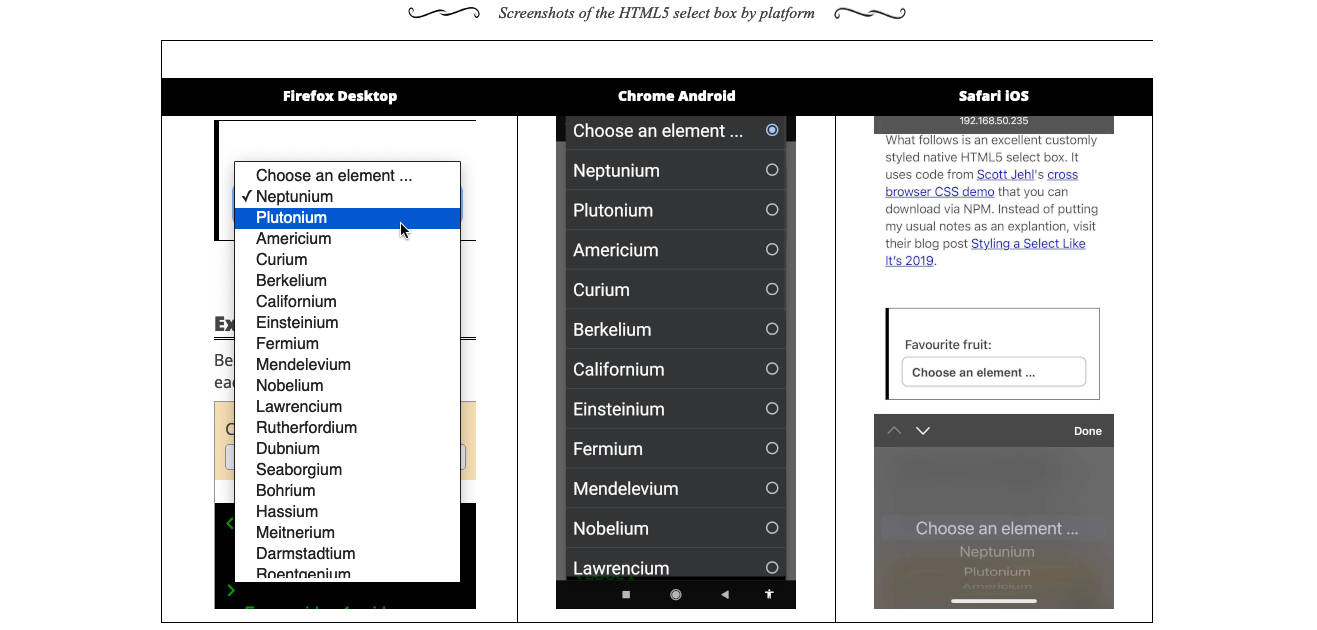 Screenshots of the HTML5 select box by platform
Firefox Desktop
Chrome Android
Safari iOS
Choose an element ...
✓ Neptunium
Plutonium
Americium
Curium
Berkelium
Californium
Einsteinium
Fermium
Mendelevium
Nobelium
Lawrencium
Rutherfordium
Dubnium
Seaborgium
Bohrium
Hassium
Meitnerium
Darmstadtium
Roentgenium
Ex
Be
eac
C
<
>
Choose an element ...
Neptunium
Plutonium
Americium
Curium
Berkelium
Californium
Einsteinium
Fermium
Mendelevium
Nobelium
Lawrencium
192.168.50.235
What follows is an excellent customly
styled native HTML5 select box. It
uses code from Scott Jehl's cross
browser CSS demo that you can
download via NPM. Instead of putting
my usual notes as an explantion, visit
their blog post Styling a Select Like
It's 2019.
Favourite fruit:
Choose an element ...
Done
Choose an element ...
Neptunium
Plutonium
Americium